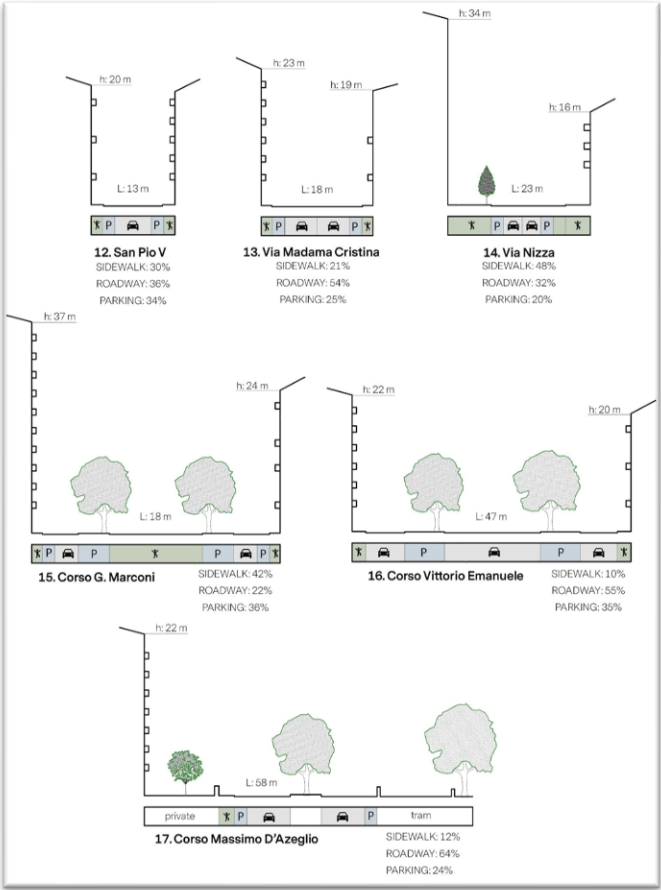 h: 20 m
L: 13 m
P P
12. San Pio V
SIDEWALK: 30%
ROADWAY: 36%
PARKING: 34%
h: 23 m
h: 19 m
L: 18 m
P P
13. Via Madama Cristina
SIDEWALK: 21%
ROADWAY: 54%
PARKING: 25%
h: 34 m
h: 16 m
L: 23 m
P P
14. Via Nizza
SIDEWALK: 48%
ROADWAY: 32%
PARKING: 20%
h: 37 m
h: 24 m
L: 18 m
P P P P
15. Corso G. Marconi
SIDEWALK: 42%
ROADWAY: 22%
PARKING: 36%
h: 22 m
h: 20 m
L: 47 m
P P
16. Corso Vittorio Emanuele
SIDEWALK: 10%
ROADWAY: 55%
PARKING: 35%
h: 22 m
L: 58 m
private P P tram
17. Corso Massimo D'Azeglio
SIDEWALK: 12%
ROADWAY: 64%
PARKING: 24%